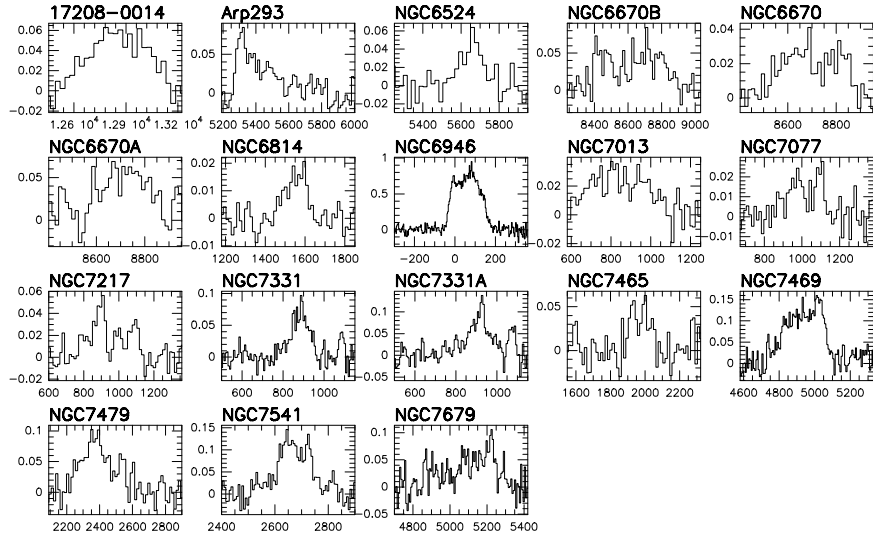 17208-0014 Arp293 NGC6524 NGC6670B NGC6670
0.06 0.04 0.02 0 −0.02 0.05 0 0.06 0.04 0.02 0 −0.02 0.05 0 0.04 0.02 0
1.26 10⁴ 1.29 10⁴ 1.32 10⁴ 5200 5400 5600 5800 6000 5400 5600 5800 8400 8600 8800 9000 8600 8800
NGC6670A NGC6814 NGC6946 NGC7013 NGC7077
0.05 0 0.02 0.01 0 −0.01 1 0.5 0 0.02 0 −0.02 0.02 0.01 0 −0.01
8600 8800 1200 1400 1600 1800 −200 0 200 600 800 1000 1200 800 1000 1200
NGC7217 NGC7331 NGC7331A NGC7465 NGC7469
0.06 0.04 0.02 0 −0.02 0.1 0.05 0 0.1 0.05 0 −0.05 0.05 0 0.15 0.10 0.05 0
600 800 1000 1200 600 800 1000 600 800 1000 1600 1800 2000 2200 4600 4800 5000 5200
NGC7479 NGC7541 NGC7679
0.1 0.05 0 0.15 0.1 0.05 0 0.1 0.05 0 −0.05
2200 2400 2600 2800 2400 2600 2800 4800 5000 5200 5400